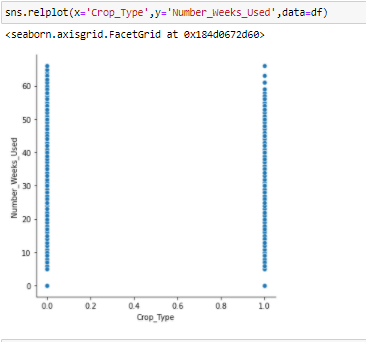 sns.relplot(x='Crop_Type',y='Number_Weeks_Used',data=df)
<seaborn.axisgrid.FacetGrid at 0x184d0672d60>
60
50
40
30
20
10
0
Number_Weeks_Used
0.0 0.2 0.4 0.6 0.8 1.0
Crop_Type